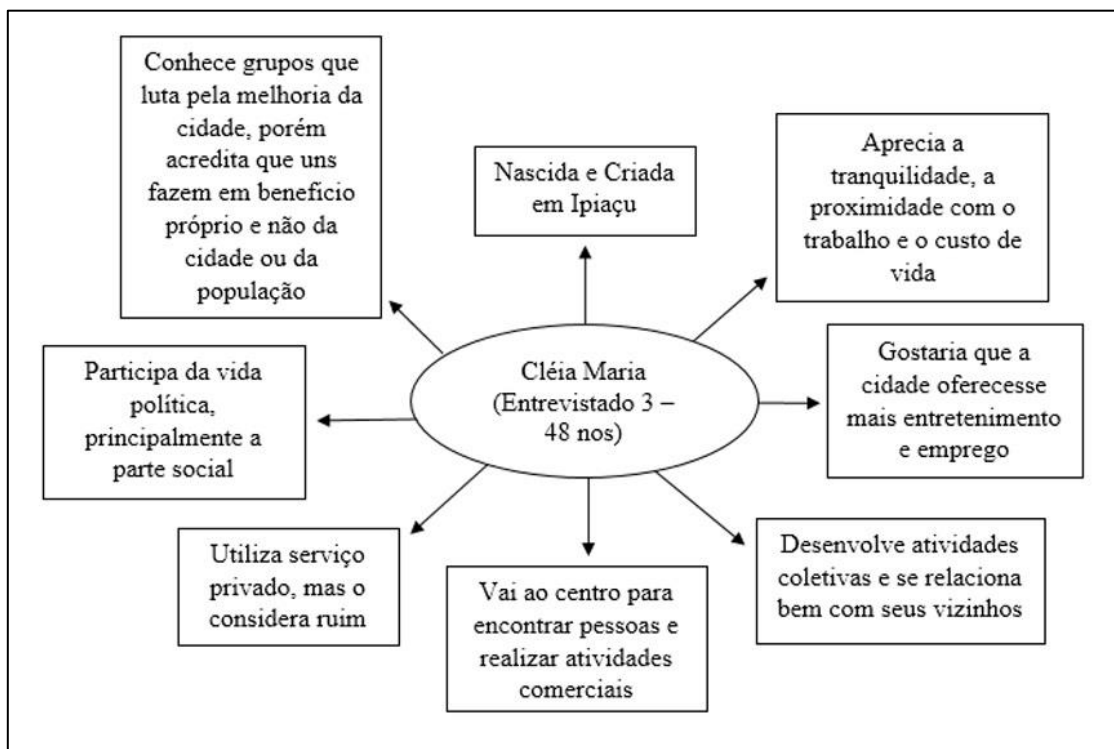 Conhece grupos que
luta pela melhoria da
cidade, porém
acredita que uns
fazem em benefício
próprio e não da
cidade ou da
população
Nascida e Criada
em Ipiaçu
Aprecia a
tranquilidade, a
proximidade com o
trabalho e o custo de
vida
Participa da vida
política,
principalmente a
parte social
Cléia Maria
(Entrevistado 3 –
48 nos)
Gostaria que a
cidade oferecesse
mais entretenimento
e emprego
Utiliza serviço
privado, mas o
considera ruim
Vai ao centro para
encontrar pessoas e
realizar atividades
comerciais
Desenvolve atividades
coletivas e se relaciona
bem com seus vizinhos